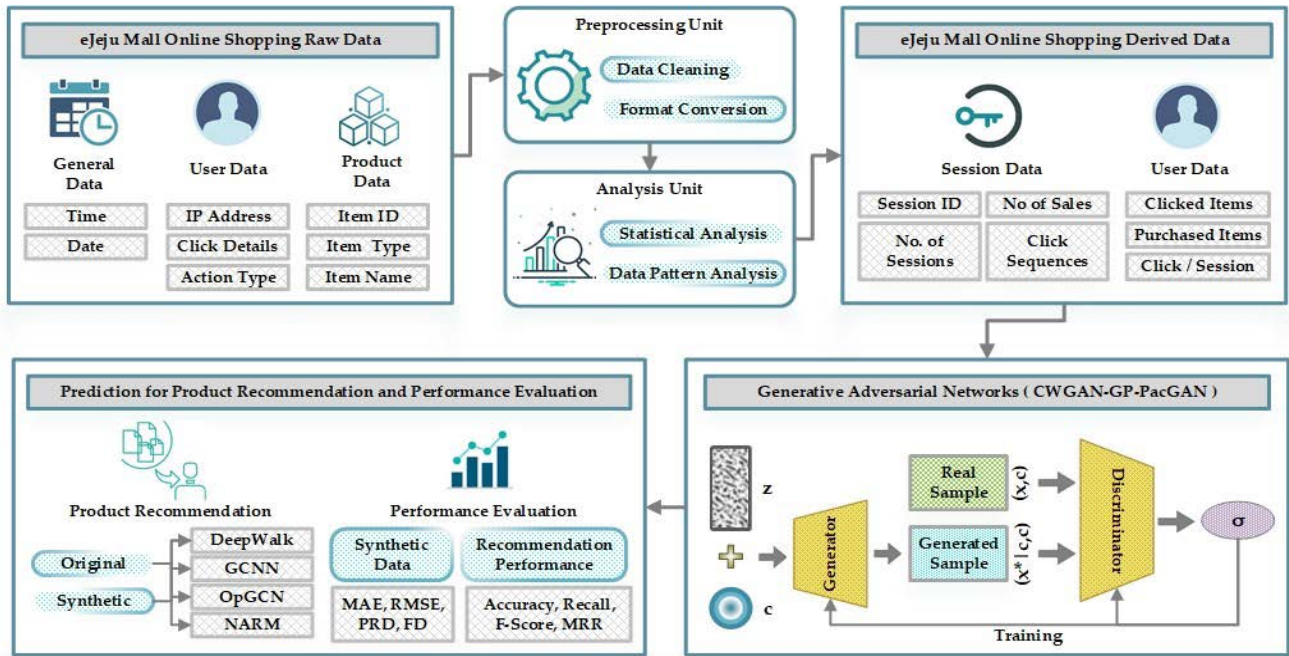 eJeju Mall Online Shopping Raw Data
General
Data
User Data
Product
Data
Time
Date
IP Address
Click Details
Action Type
Item ID
Item Type
Item Name
Preprocessing Unit
Data Cleaning
Format Conversion
Analysis Unit
Statistical Analysis
Data Pattern Analysis
eJeju Mall Online Shopping Derived Data
Session Data
User Data
Session ID
No of Sales
No. of
Sessions
Click
Sequences
Clicked Items
Purchased Items
Click / Session
Prediction for Product Recommendation and Performance Evaluation
Product Recommendation
Original
Synthetic
DeepWalk
GCNN
OpGCN
NARM
Performance Evaluation
Synthetic
Data
Recommendation
Performance
MAE, RMSE,
PRD, FD
Accuracy, Recall,
F-Score, MRR
Generative Adversarial Networks ( CWGAN-GP-PacGAN )
z
c
Generator
Real
Sample
(x,c)
Generated
Sample
(x*|c,c)
Discriminator
σ
Training